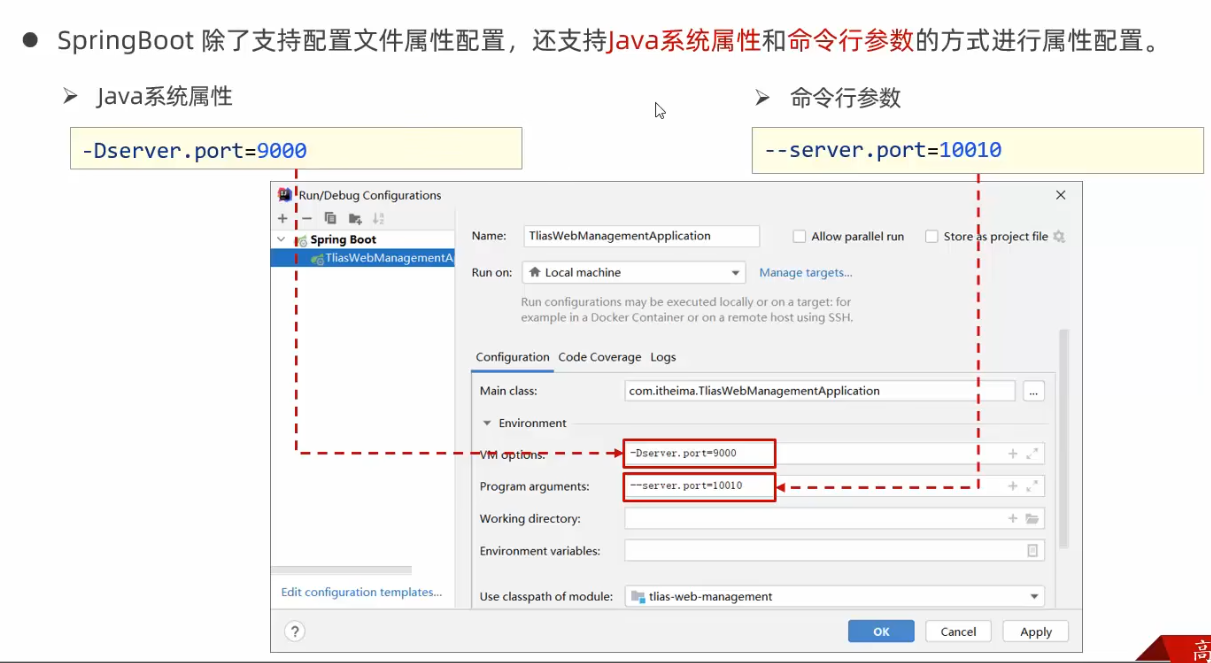 ● SpringBoot 除了支持配置文件属性配置，还支持Java系统属性和命令行参数的方式进行属性配置。
➢ Java系统属性
➢ 命令行参数
-Dserver.port=9000
--server.port=10010
Run/Debug Configurations
Spring Boot
TliasWebManagementA
Name: TliasWebManagementApplication
Allow parallel run
Store as project file
Run on: Local machine
Manage targets...
Run configurations may be executed locally or on a target: for
example in a Docker Container or on a remote host using SSH.
Configuration Code Coverage Logs
Main class: com.itheima.TliasWebManagementApplication ...
Environment
VM options: -Dserver.port=9000
Program arguments: --server.port=10010
Working directory:
Environment variables:
Use classpath of module: tlias-web-management
Edit configuration templates...
? OK Cancel Apply
高